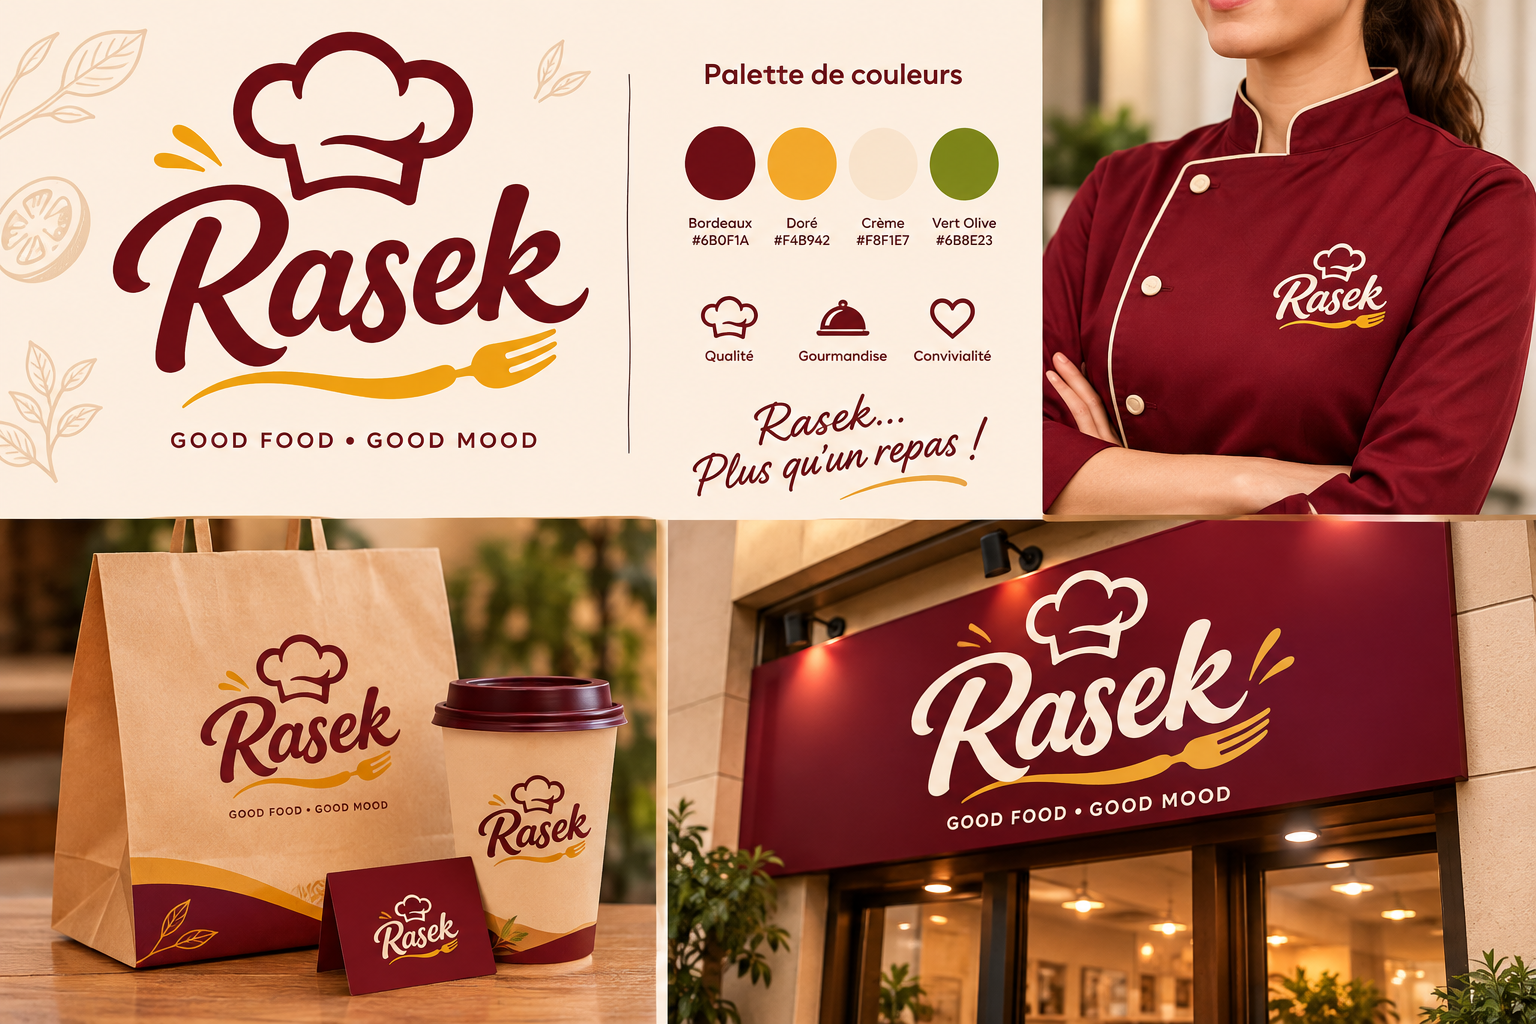 Rasek
GOOD FOOD • GOOD MOOD
Palette de couleurs
Bordeaux
#6B0F1A
Doré
#F4B942
Crème
#F8F1E7
Vert Olive
#6B8E23
Qualité
Gourmandise
Convivialité
Rasek...
Plus qu'un repas !
Rasek
Rasek
GOOD FOOD • GOOD MOOD
Rasek
Rasek
Rasek
GOOD FOOD • GOOD MOOD